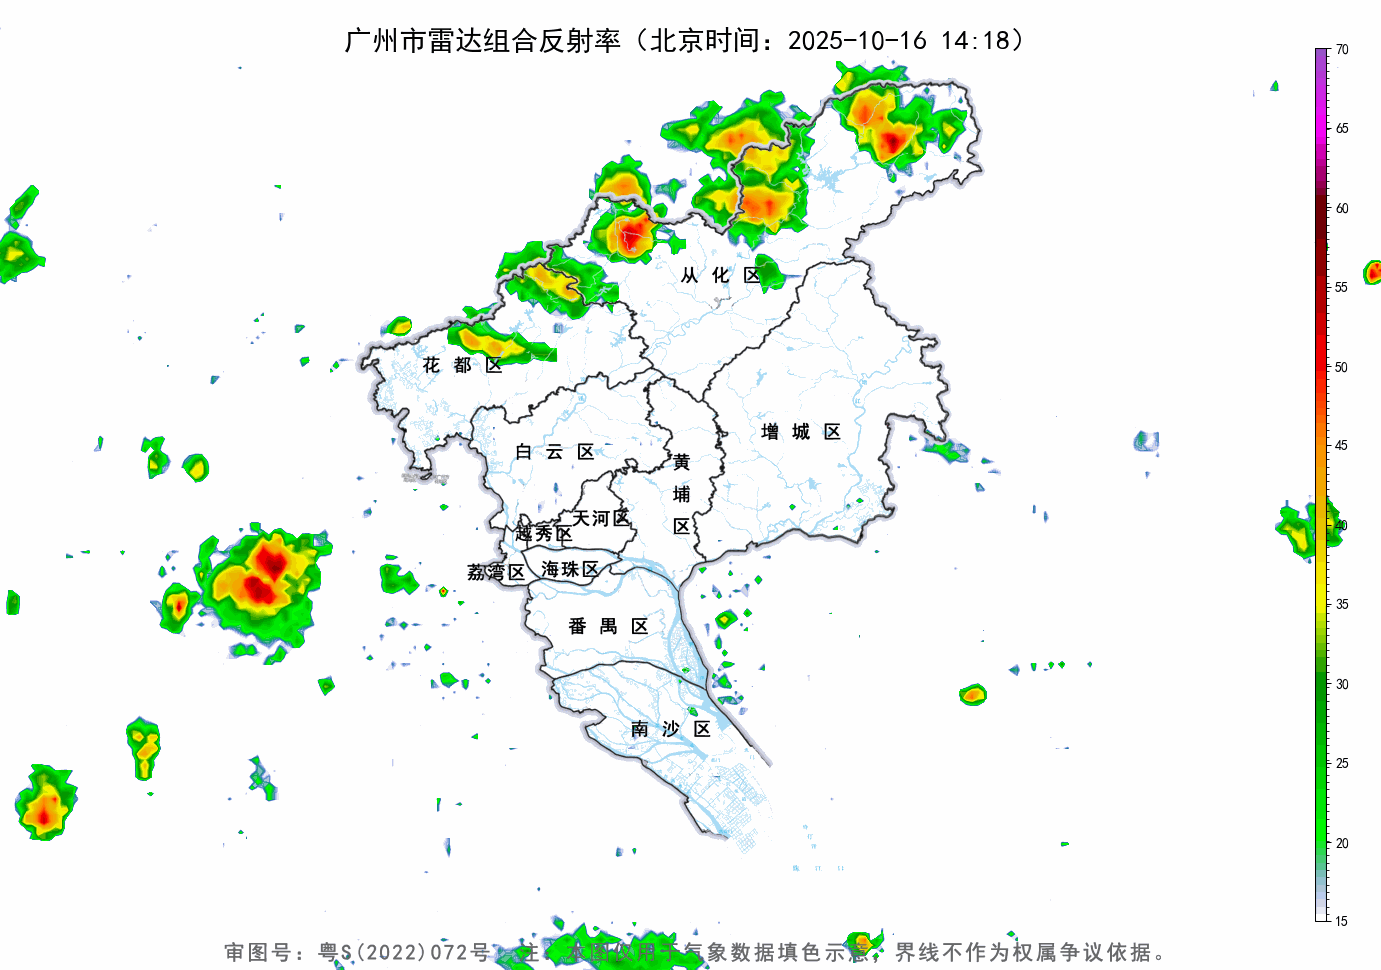 广州市雷达组合反射率（北京时间：2025-10-16 14:18）
70
65
60
55
50
45
40
35
30
25
20
15
从化区
花都区
增城区
白云区
黄埔区
天河区
越秀区
荔湾区
海珠区
番禺区
南沙区
审图号：粤S(2022)072号 注：本图仅用于气象数据填色示意，界线不作为权属争议依据。